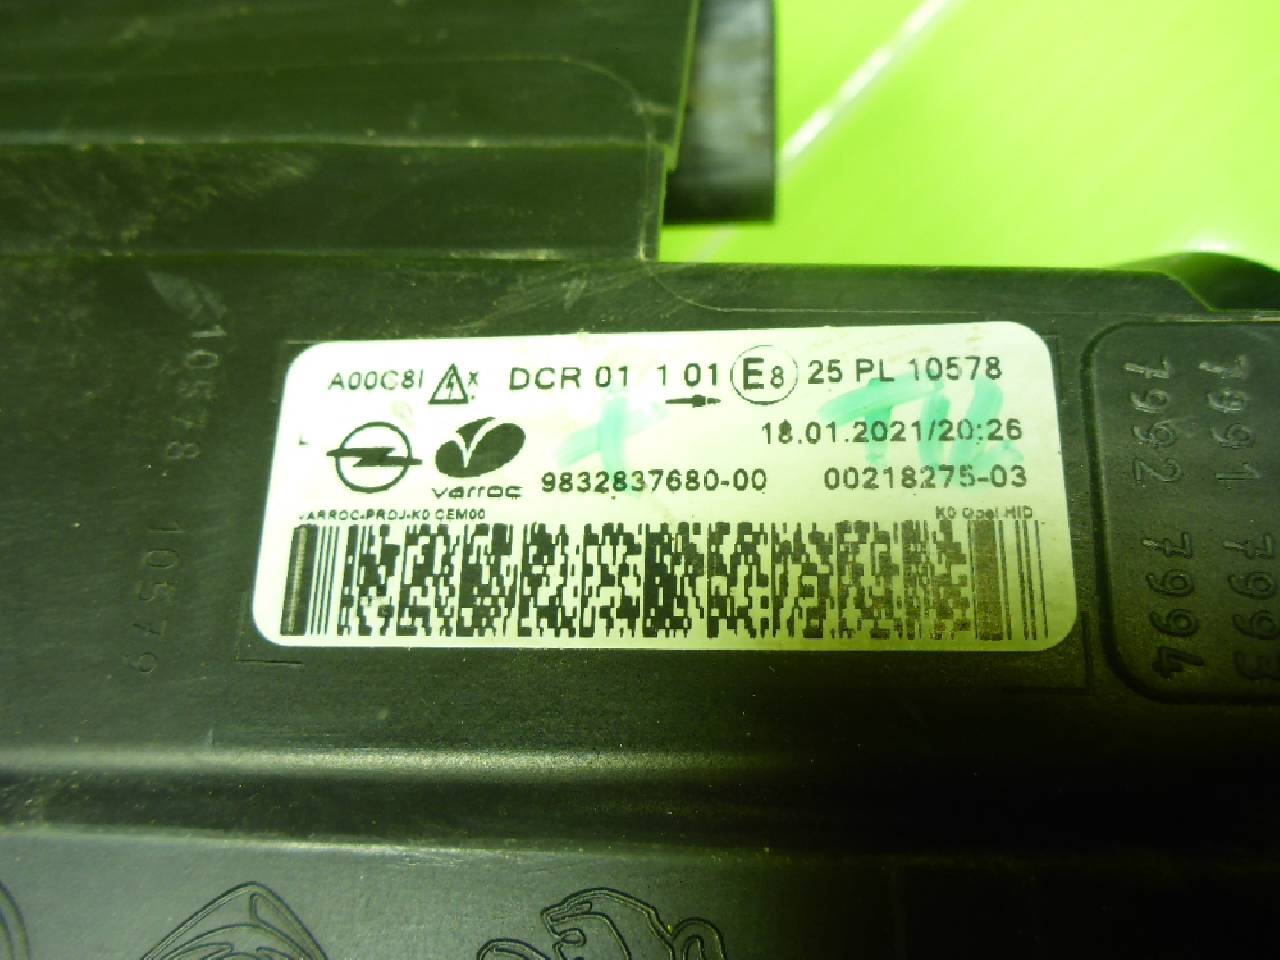 A00C8I X DCR 01 1 01 E8 25 PL 10578
18.01.2021/20:26
varroc 9832837680-00 00218275-03
VARROC-PROJ-K0 CEM00 K0 Opel HID
10578. 10579
7991 7993
7992 7994